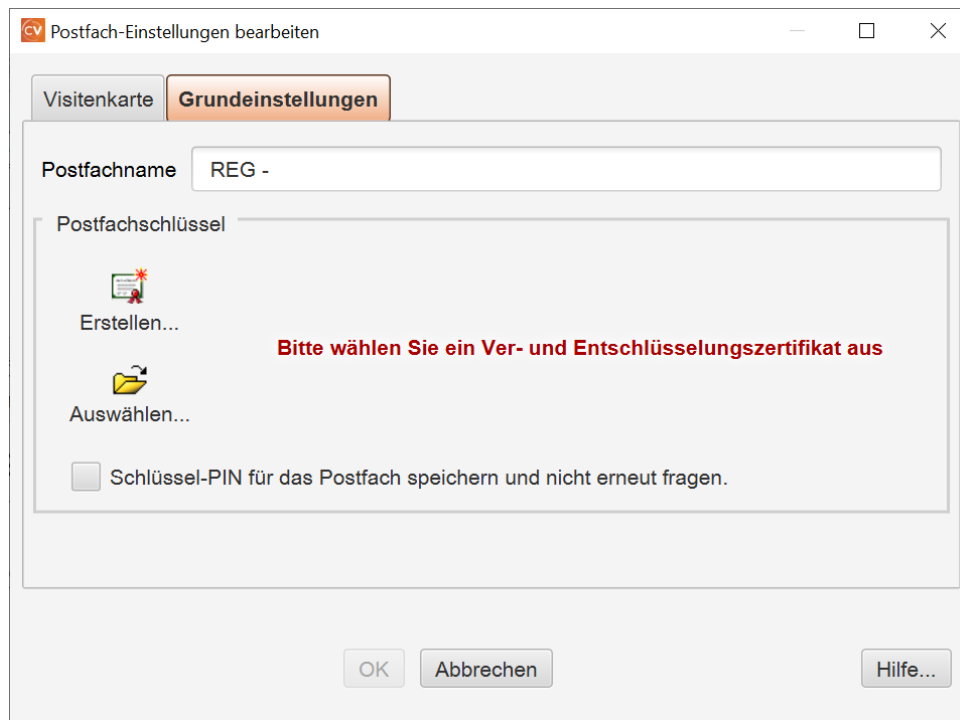 CV Postfach-Einstellungen bearbeiten
Visitenkarte Grundeinstellungen
Postfachname REG -
Postfachschlüssel
Erstellen...
Bitte wählen Sie ein Ver- und Entschlüsselungszertifikat aus
Auswählen...
Schlüssel-PIN für das Postfach speichern und nicht erneut fragen.
OK Abbrechen Hilfe...